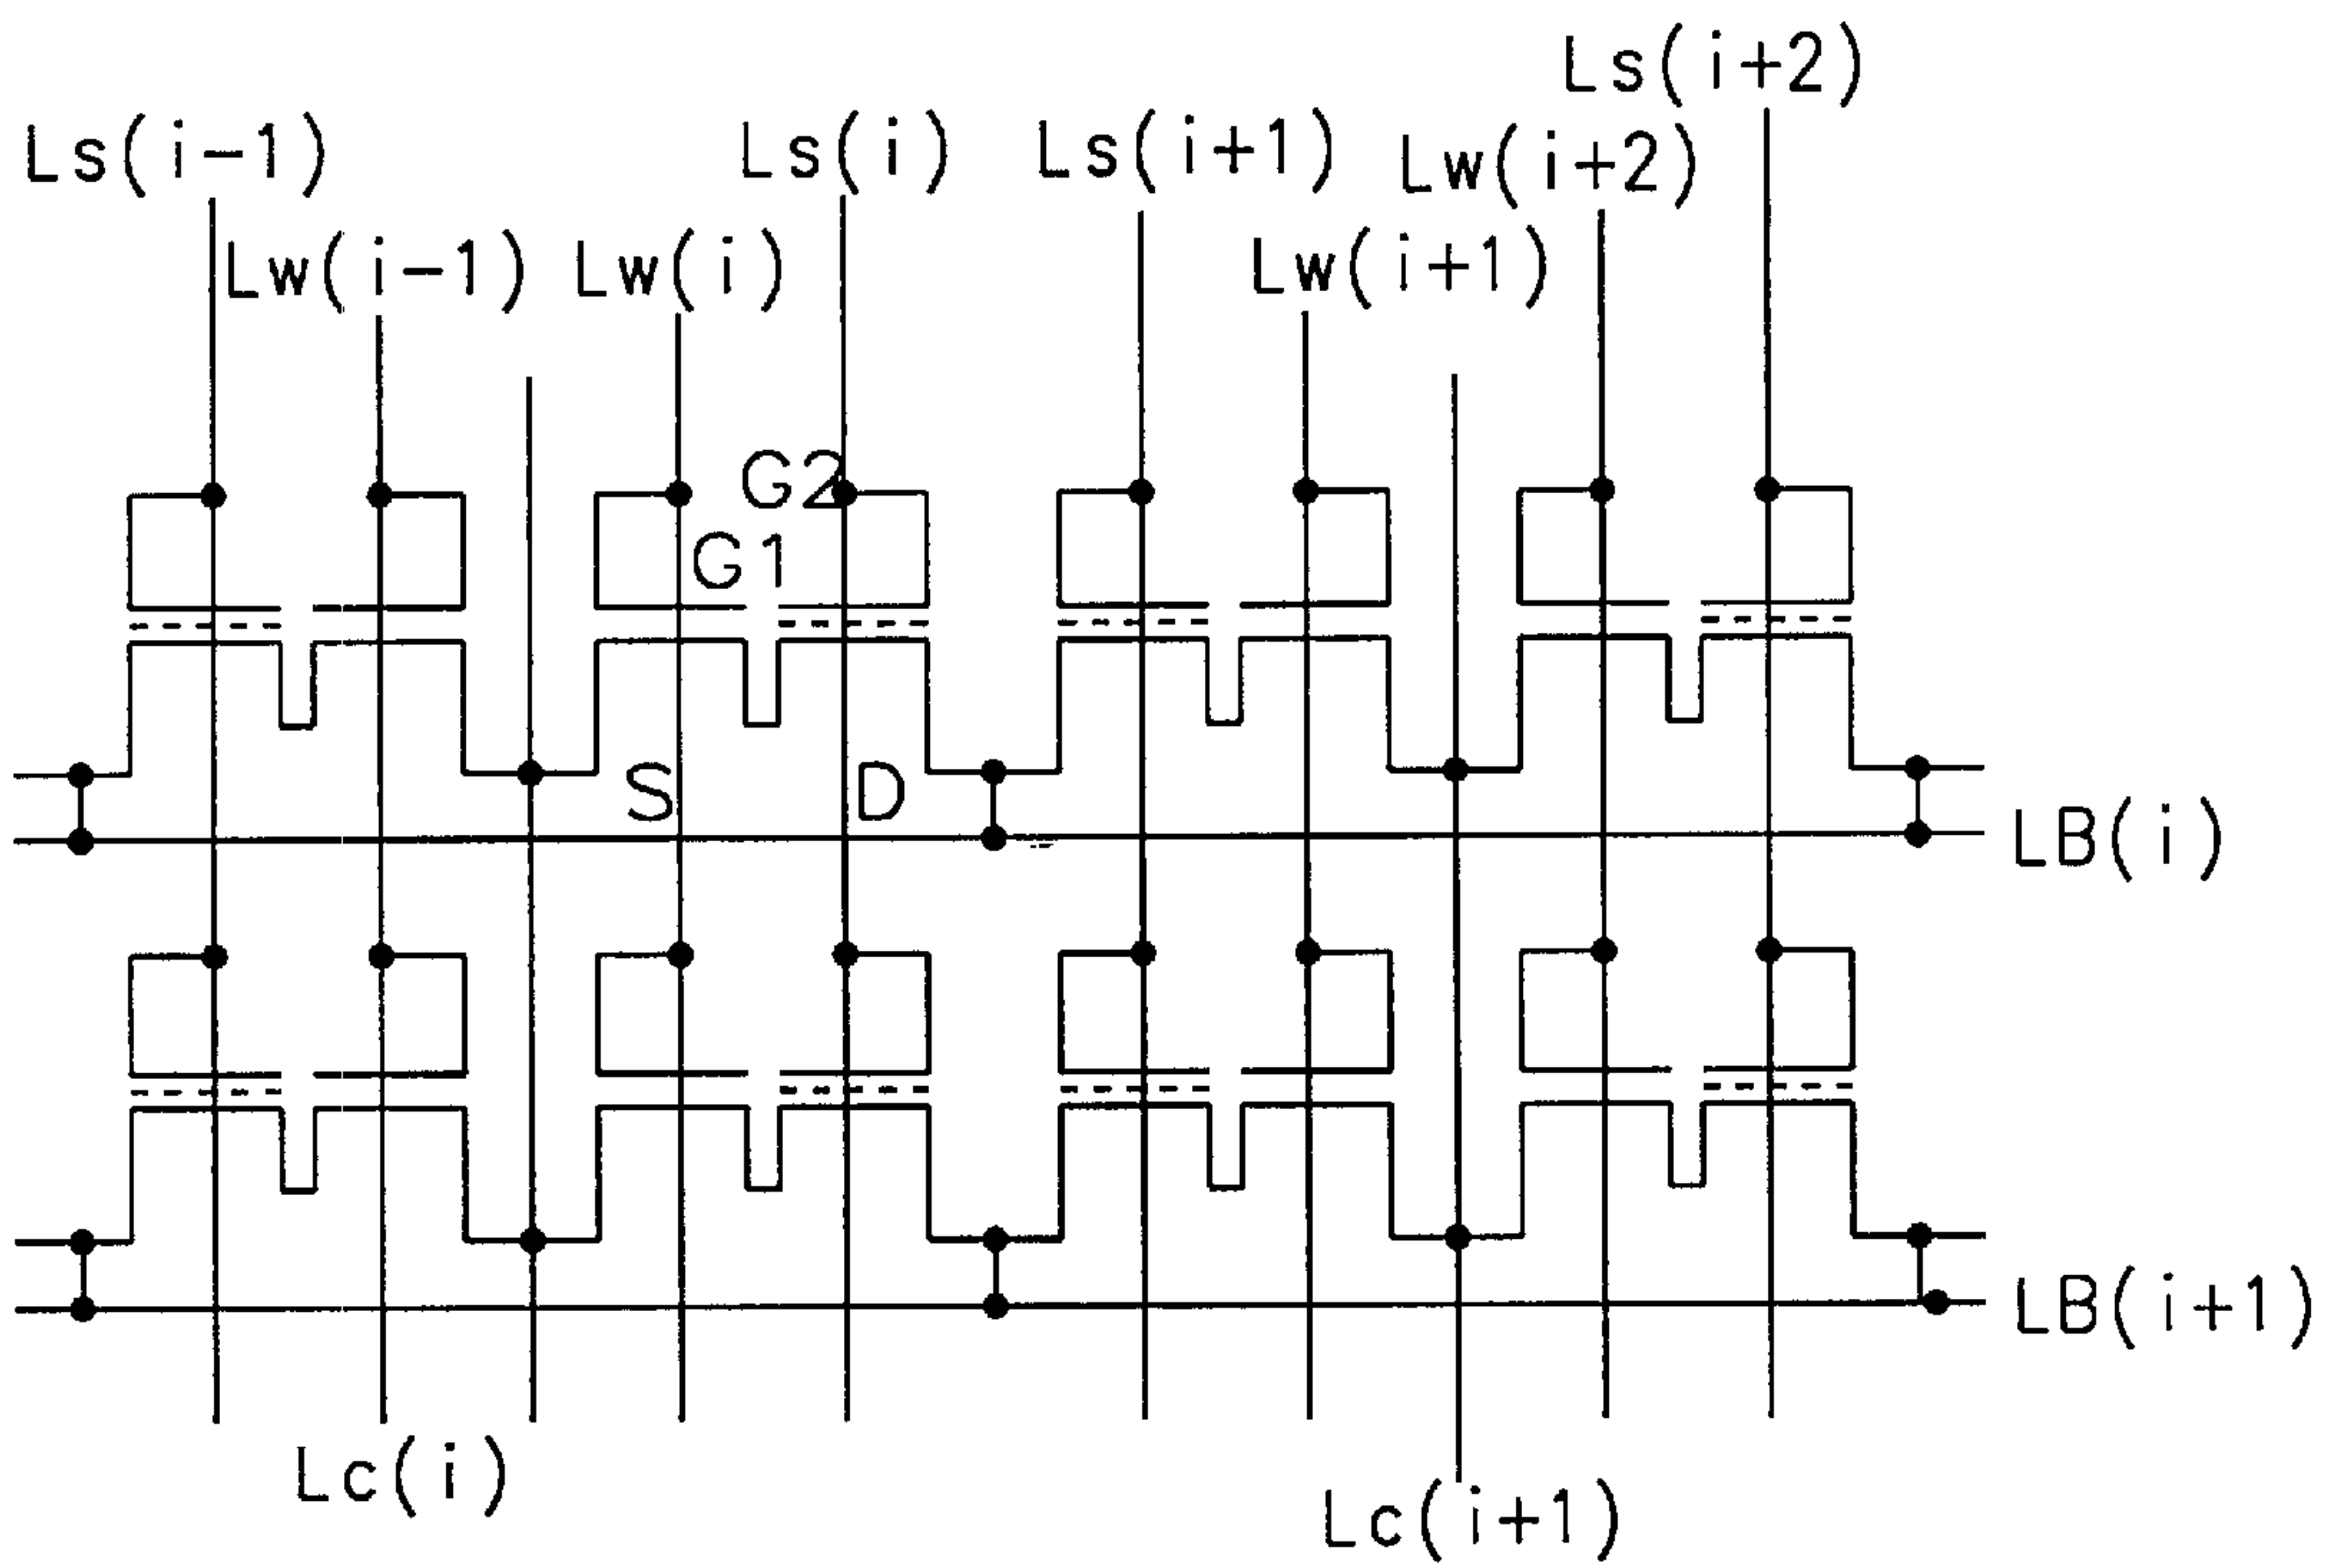 Ls(i+2)
Ls(i-1)
Ls(i)
Ls(i+1)
Lw(i+2)
Lw(i-1)
Lw(i)
Lw(i+1)
G2
G1
S
D
LB(i)
LB(i+1)
Lc(i)
Lc(i+1)